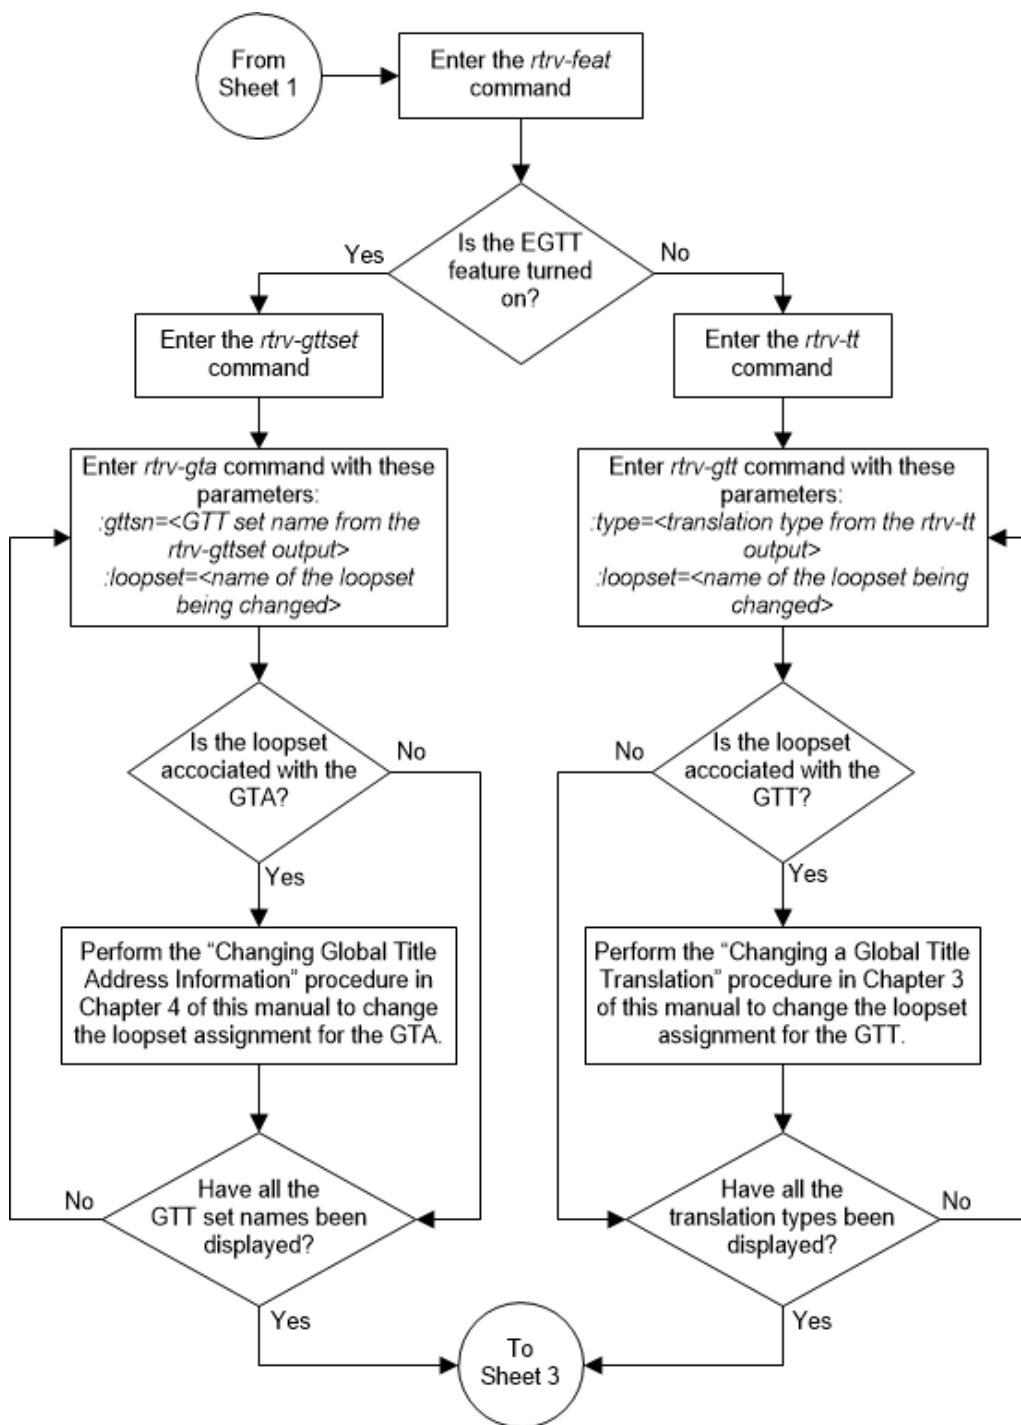 From
Sheet 1
Enter the rtrv-feat
command
Is the EGTT
feature turned
on?
Yes
No
Enter the rtrv-gttset
command
Enter the rtrv-tt
command
Enter rtrv-gta command with these
parameters:
:gttsn=<GTT set name from the
rtrv-gttset output>
:loopset=<name of the loopset
being changed>
Enter rtrv-gtt command with these
parameters:
:type=<translation type from the rtrv-tt
output>
:loopset=<name of the loopset being
changed>
Is the loopset
accociated with the
GTA?
No
Yes
No
Is the loopset
accociated with the
GTT?
Yes
Perform the “Changing Global Title
Address Information” procedure in
Chapter 4 of this manual to change
the loopset assignment for the GTA.
Perform the “Changing a Global Title
Translation” procedure in Chapter 3
of this manual to change the loopset
assignment for the GTT.
No
Have all the
GTT set names been
displayed?
Yes
Have all the
translation types been
displayed?
No
Yes
To
Sheet 3